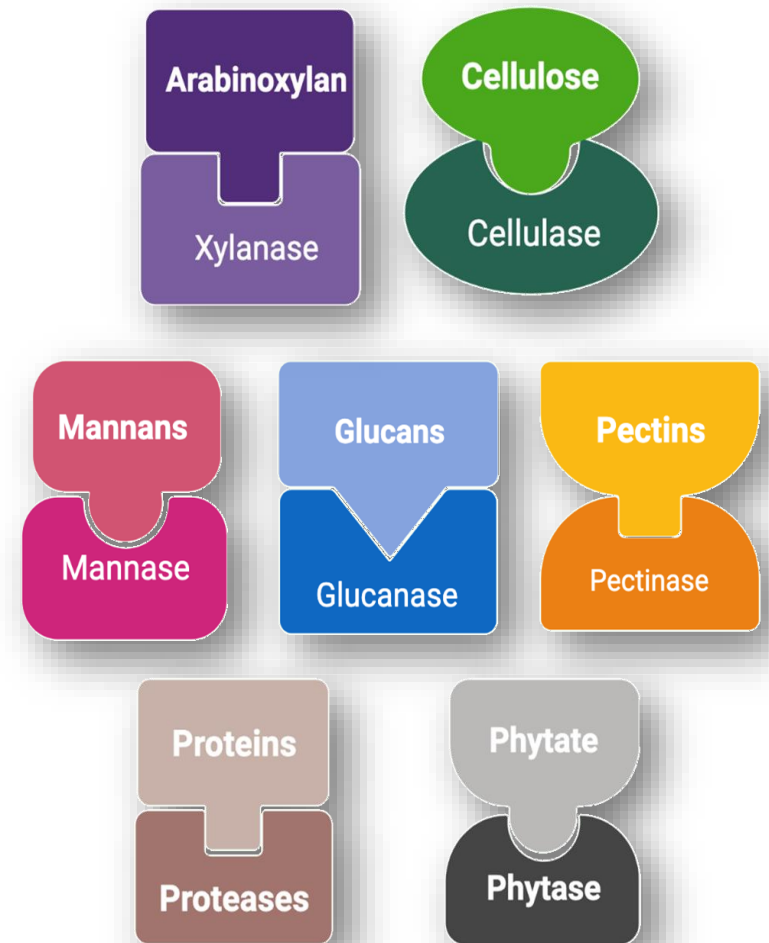 Arabinoxylan
Xylanase
Cellulose
Cellulase
Mannans
Mannase
Glucans
Glucanase
Pectins
Pectinase
Proteins
Proteases
Phytate
Phytase